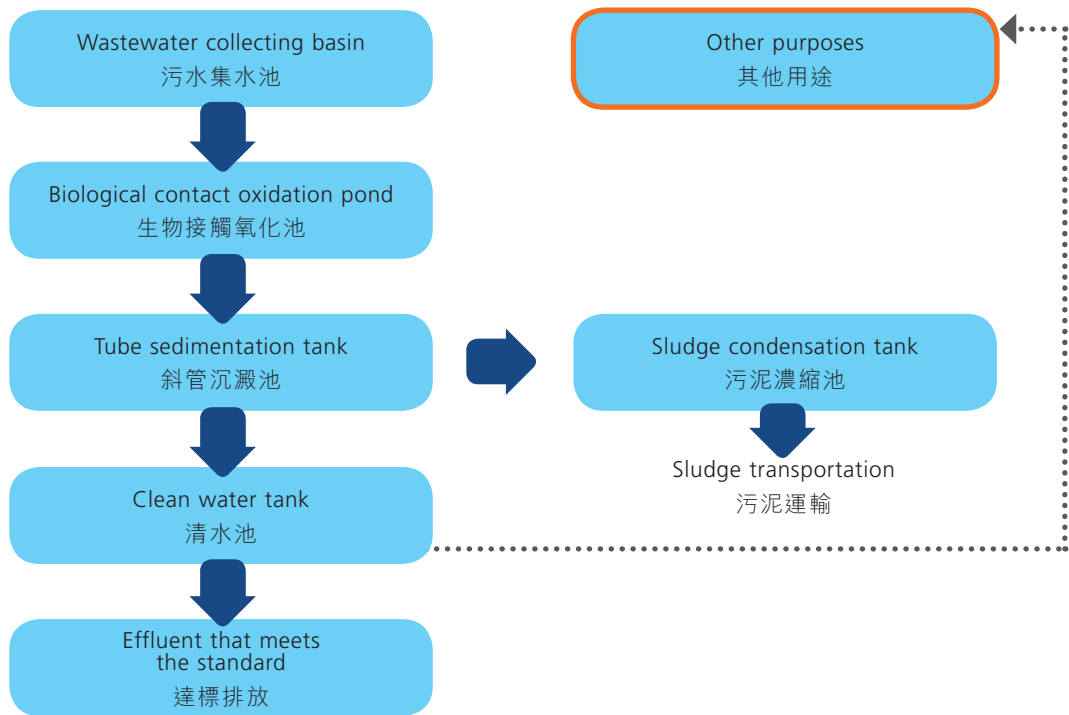 Wastewater collecting basin
污水集水池
Other purposes
其他用途
Biological contact oxidation pond
生物接觸氧化池
Tube sedimentation tank
斜管沉澱池
Sludge condensation tank
污泥濃縮池
Sludge transportation
污泥運輸
Clean water tank
清水池
Effluent that meets
the standard
達標排放